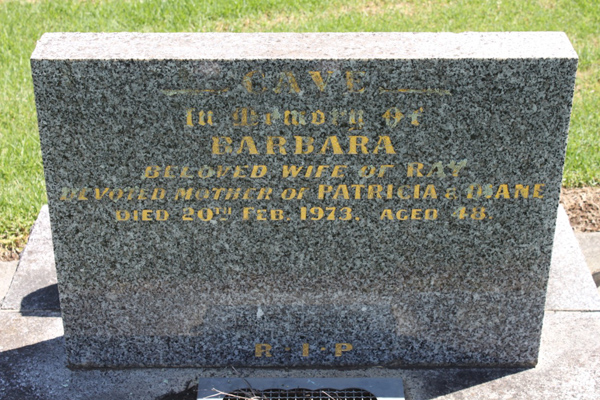 CAVE
In Memory Of
BARBARA
BELOVED WIFE OF RAY
DEVOTED MOTHER OF PATRICIA & DIANE
DIED 20TH FEB. 1973. AGED 48.
R-I-P